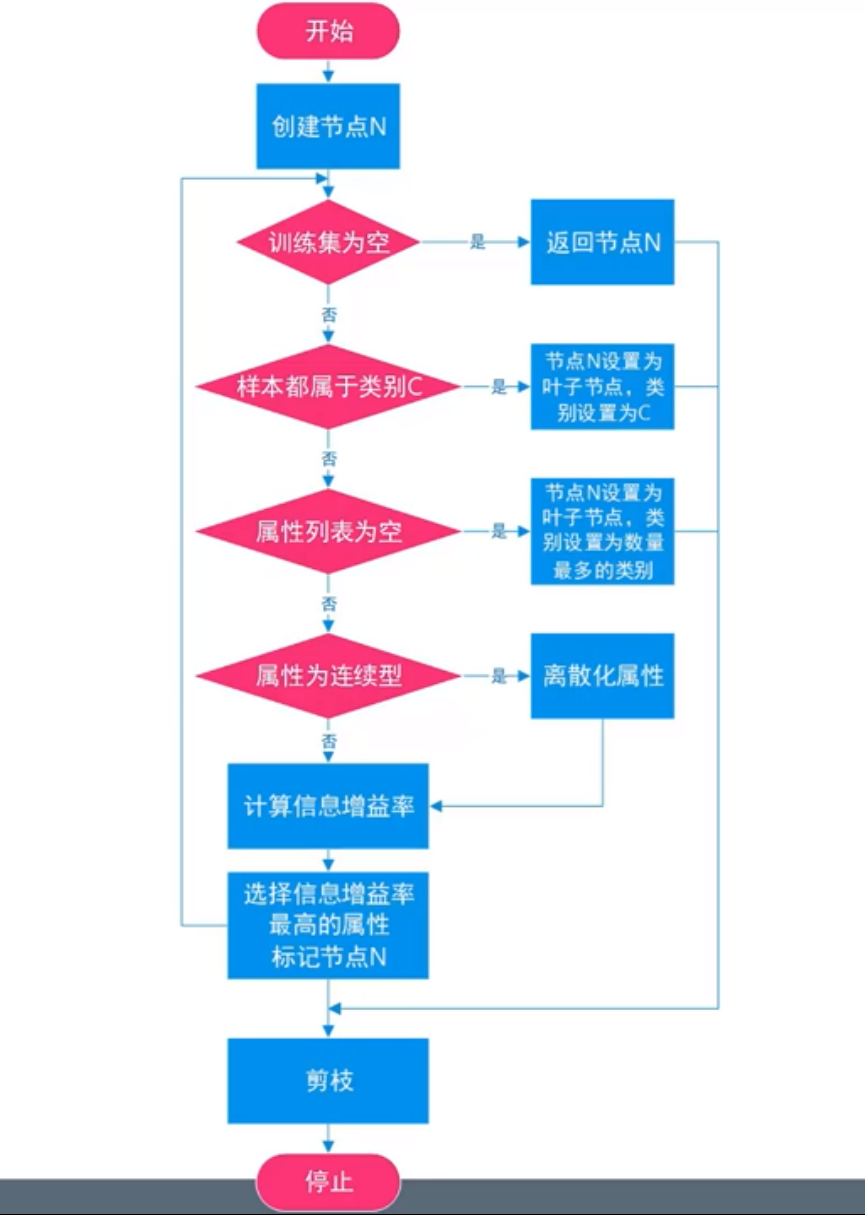 开始
创建节点N
训练集为空
是
返回节点N
否
样本都属于类别C
是
节点N设置为
叶子节点，类
别设置为C
否
属性列表为空
是
节点N设置为
叶子节点，类
别设置为数量
最多的类别
否
属性为连续型
是
离散化属性
否
计算信息增益率
选择信息增益率
最高的属性
标记节点N
剪枝
停止